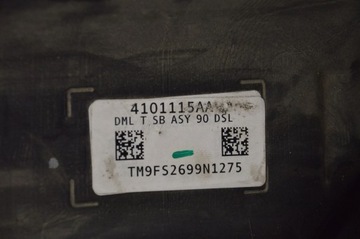 4101115AA
DML T SB ASY 90 DSL
TM9FS2699N1275